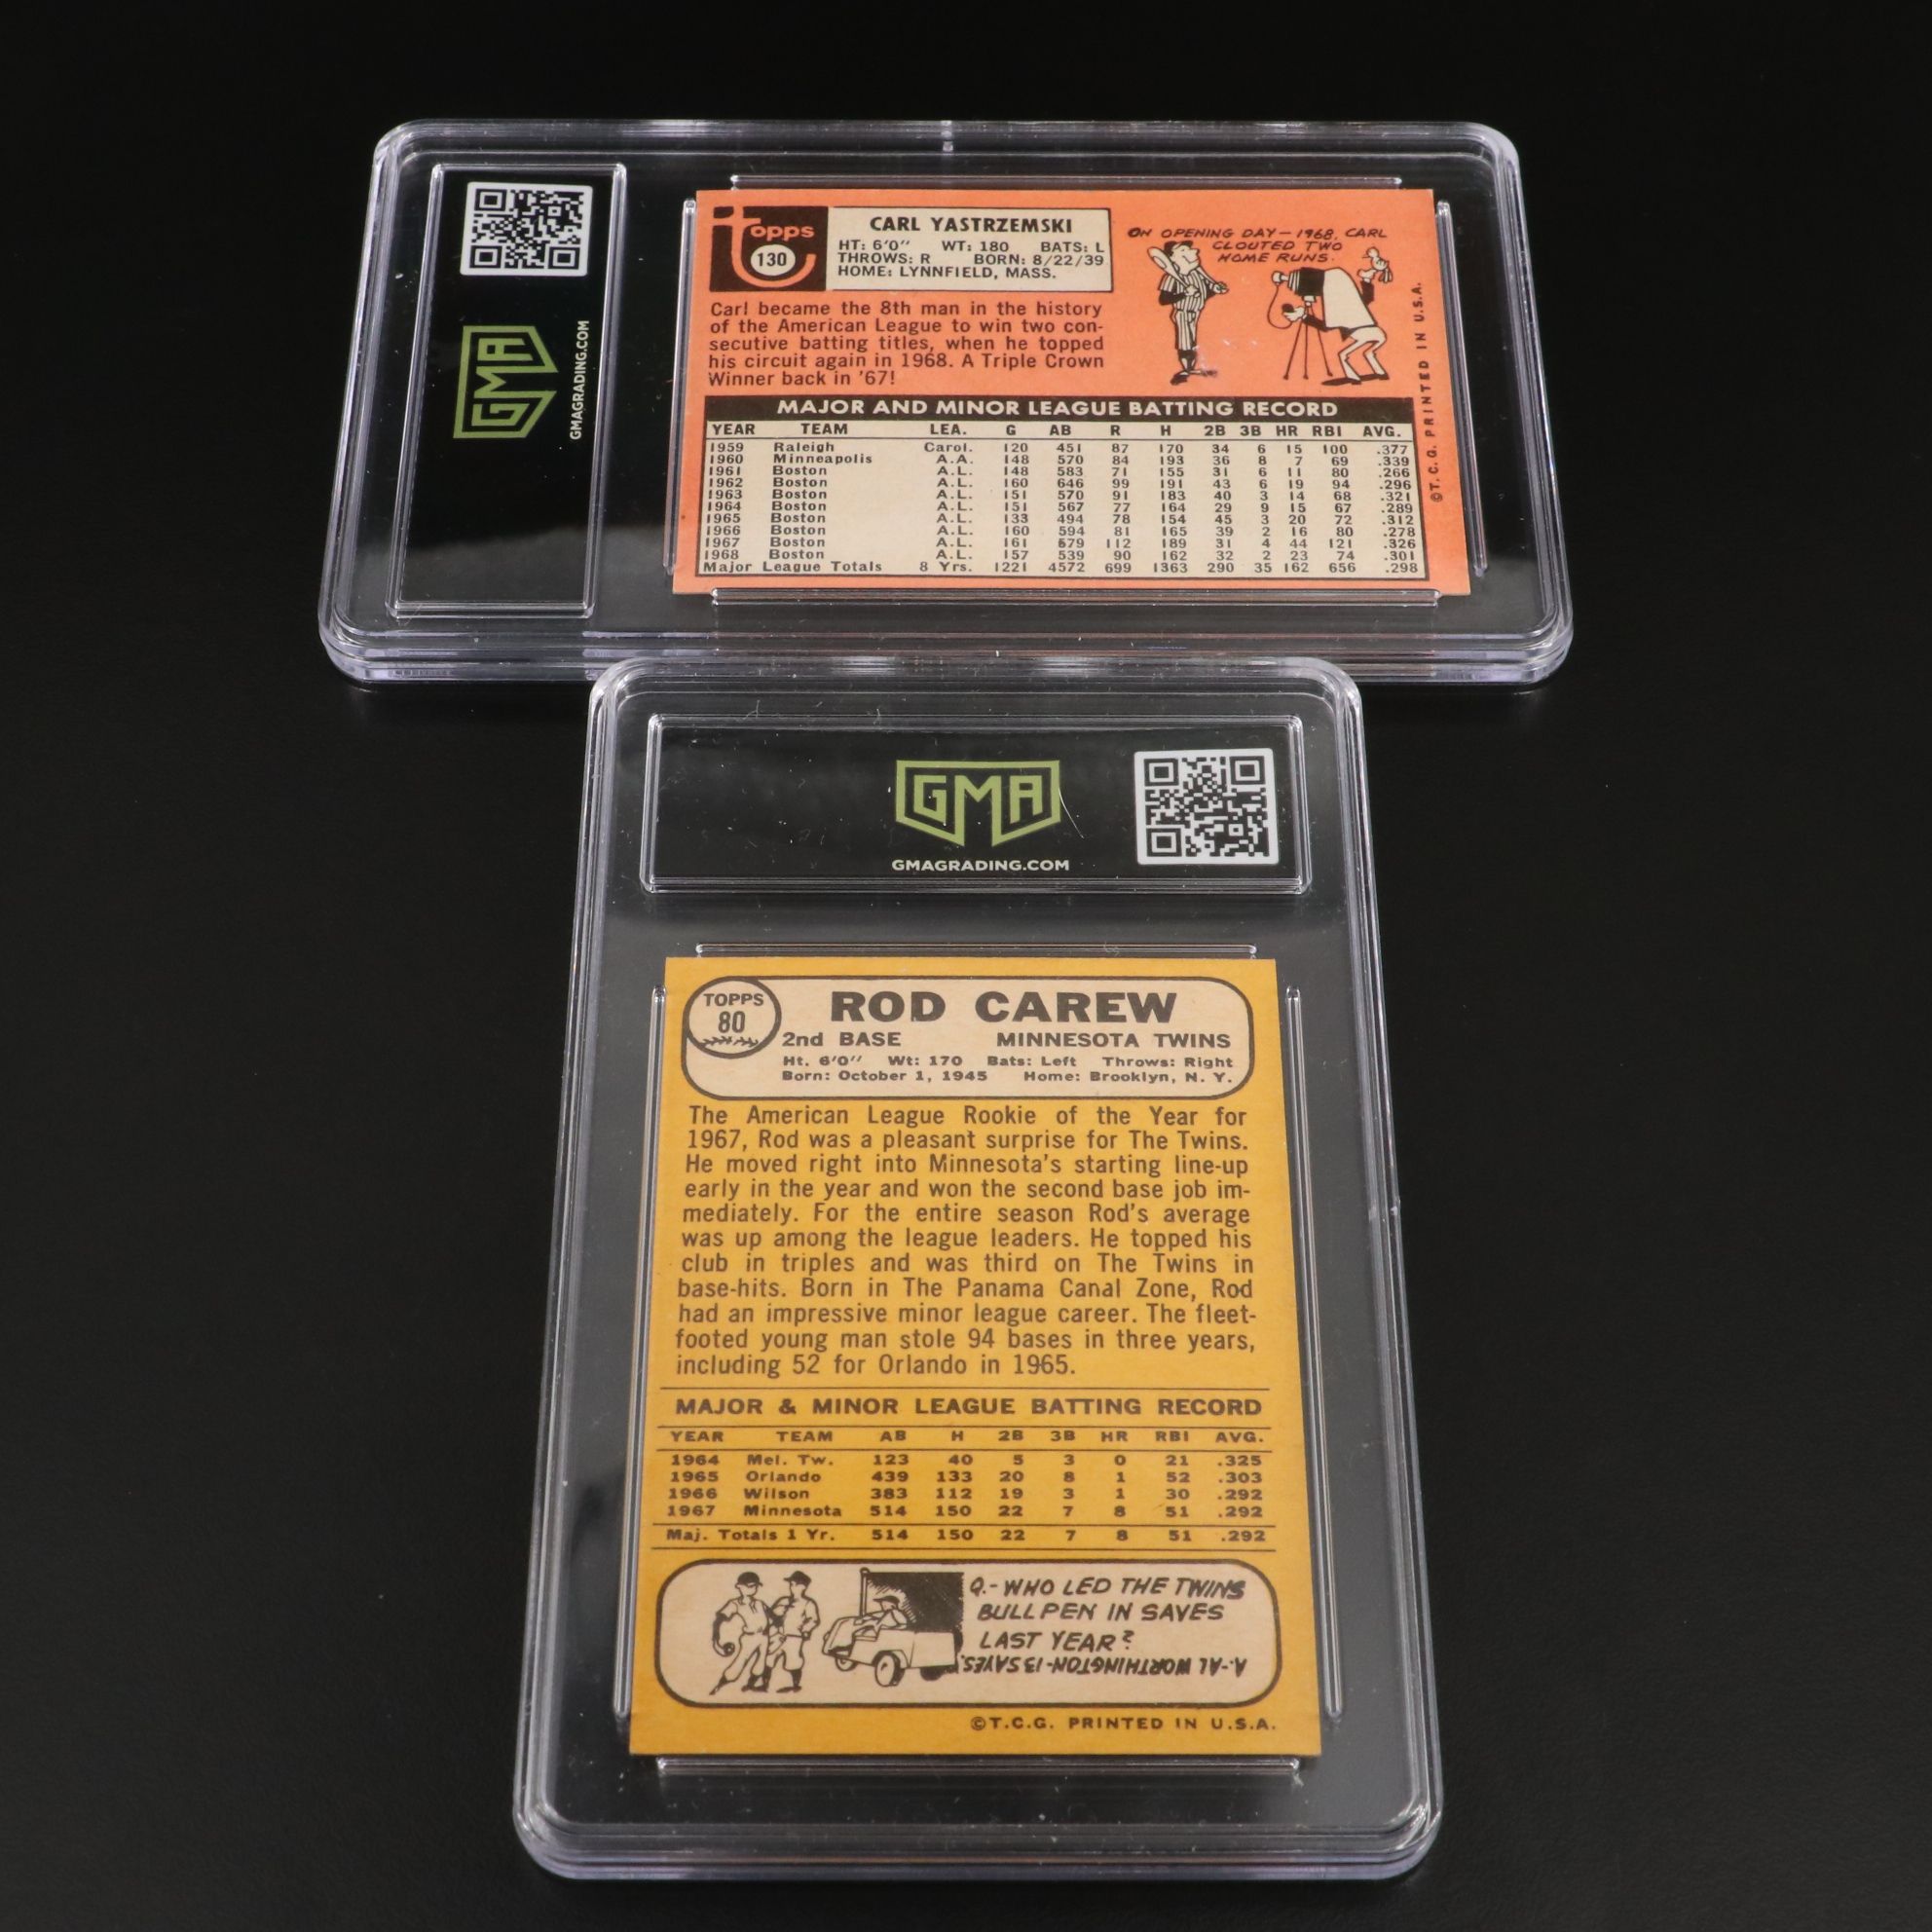 GMA
GMAGRADING.COM
Topps
130
CARL YASTRZEMSKI
HT: 6'0" WT: 180 BATS: L
THROWS: R BORN: 8/22/39
HOME: LYNNFIELD, MASS.
Carl became the 8th man in the history
of the American League to win two con-
secutive batting titles, when he topped
his circuit again in 1968. A Triple Crown
Winner back in '67!
ON OPENING DAY–1968, CARL
CLOUTED TWO
HOME RUNS.
MAJOR AND MINOR LEAGUE BATTING RECORD
YEAR TEAM LEA. G AB R H 2B 3B HR RBI AVG.
1959 Raleigh Carol. 120 451 87 170 34 6 15 100 .377
1960 Minneapolis A.A. 148 570 84 193 36 8 7 69 .339
1961 Boston A.L. 148 583 71 155 31 6 11 80 .266
1962 Boston A.L. 160 646 99 191 43 6 19 94 .296
1963 Boston A.L. 151 570 91 183 40 3 14 68 .321
1964 Boston A.L. 151 567 77 164 29 9 15 67 .289
1965 Boston A.L. 133 494 78 154 45 3 20 72 .312
1966 Boston A.L. 160 594 81 165 39 2 16 80 .278
1967 Boston A.L. 161 579 112 189 31 4 44 121 .326
1968 Boston A.L. 157 539 90 162 32 2 23 74 .301
Major League Totals 8 Yrs. 1221 4572 699 1363 290 35 162 656 .298
©T.C.G. PRINTED IN U.S.A.
GMA
GMAGRADING.COM
TOPPS
80
ROD CAREW
2nd BASE MINNESOTA TWINS
Ht. 6'0" Wt: 170 Bats: Left Throws: Right
Born: October 1, 1945 Home: Brooklyn, N. Y.
The American League Rookie of the Year for
1967, Rod was a pleasant surprise for The Twins.
He moved right into Minnesota's starting line-up
early in the year and won the second base job im-
mediately. For the entire season Rod's average
was up among the league leaders. He topped his
club in triples and was third on The Twins in
base-hits. Born in The Panama Canal Zone, Rod
had an impressive minor league career. The fleet-
footed young man stole 94 bases in three years,
including 52 for Orlando in 1965.
MAJOR & MINOR LEAGUE BATTING RECORD
YEAR TEAM AB H 2B 3B HR RBI AVG.
1964 Mel. Tw. 123 40 5 3 0 21 .325
1965 Orlando 439 133 20 8 1 52 .303
1966 Wilson 383 112 19 3 1 30 .292
1967 Minnesota 514 150 22 7 8 51 .292
Maj. Totals 1 Yr. 514 150 22 7 8 51 .292
Q.-WHO LED THE TWINS
BULLPEN IN SAVES
LAST YEAR?
A.-AL WORTHINGTON-13 SAVES.
©T.C.G. PRINTED IN U.S.A.